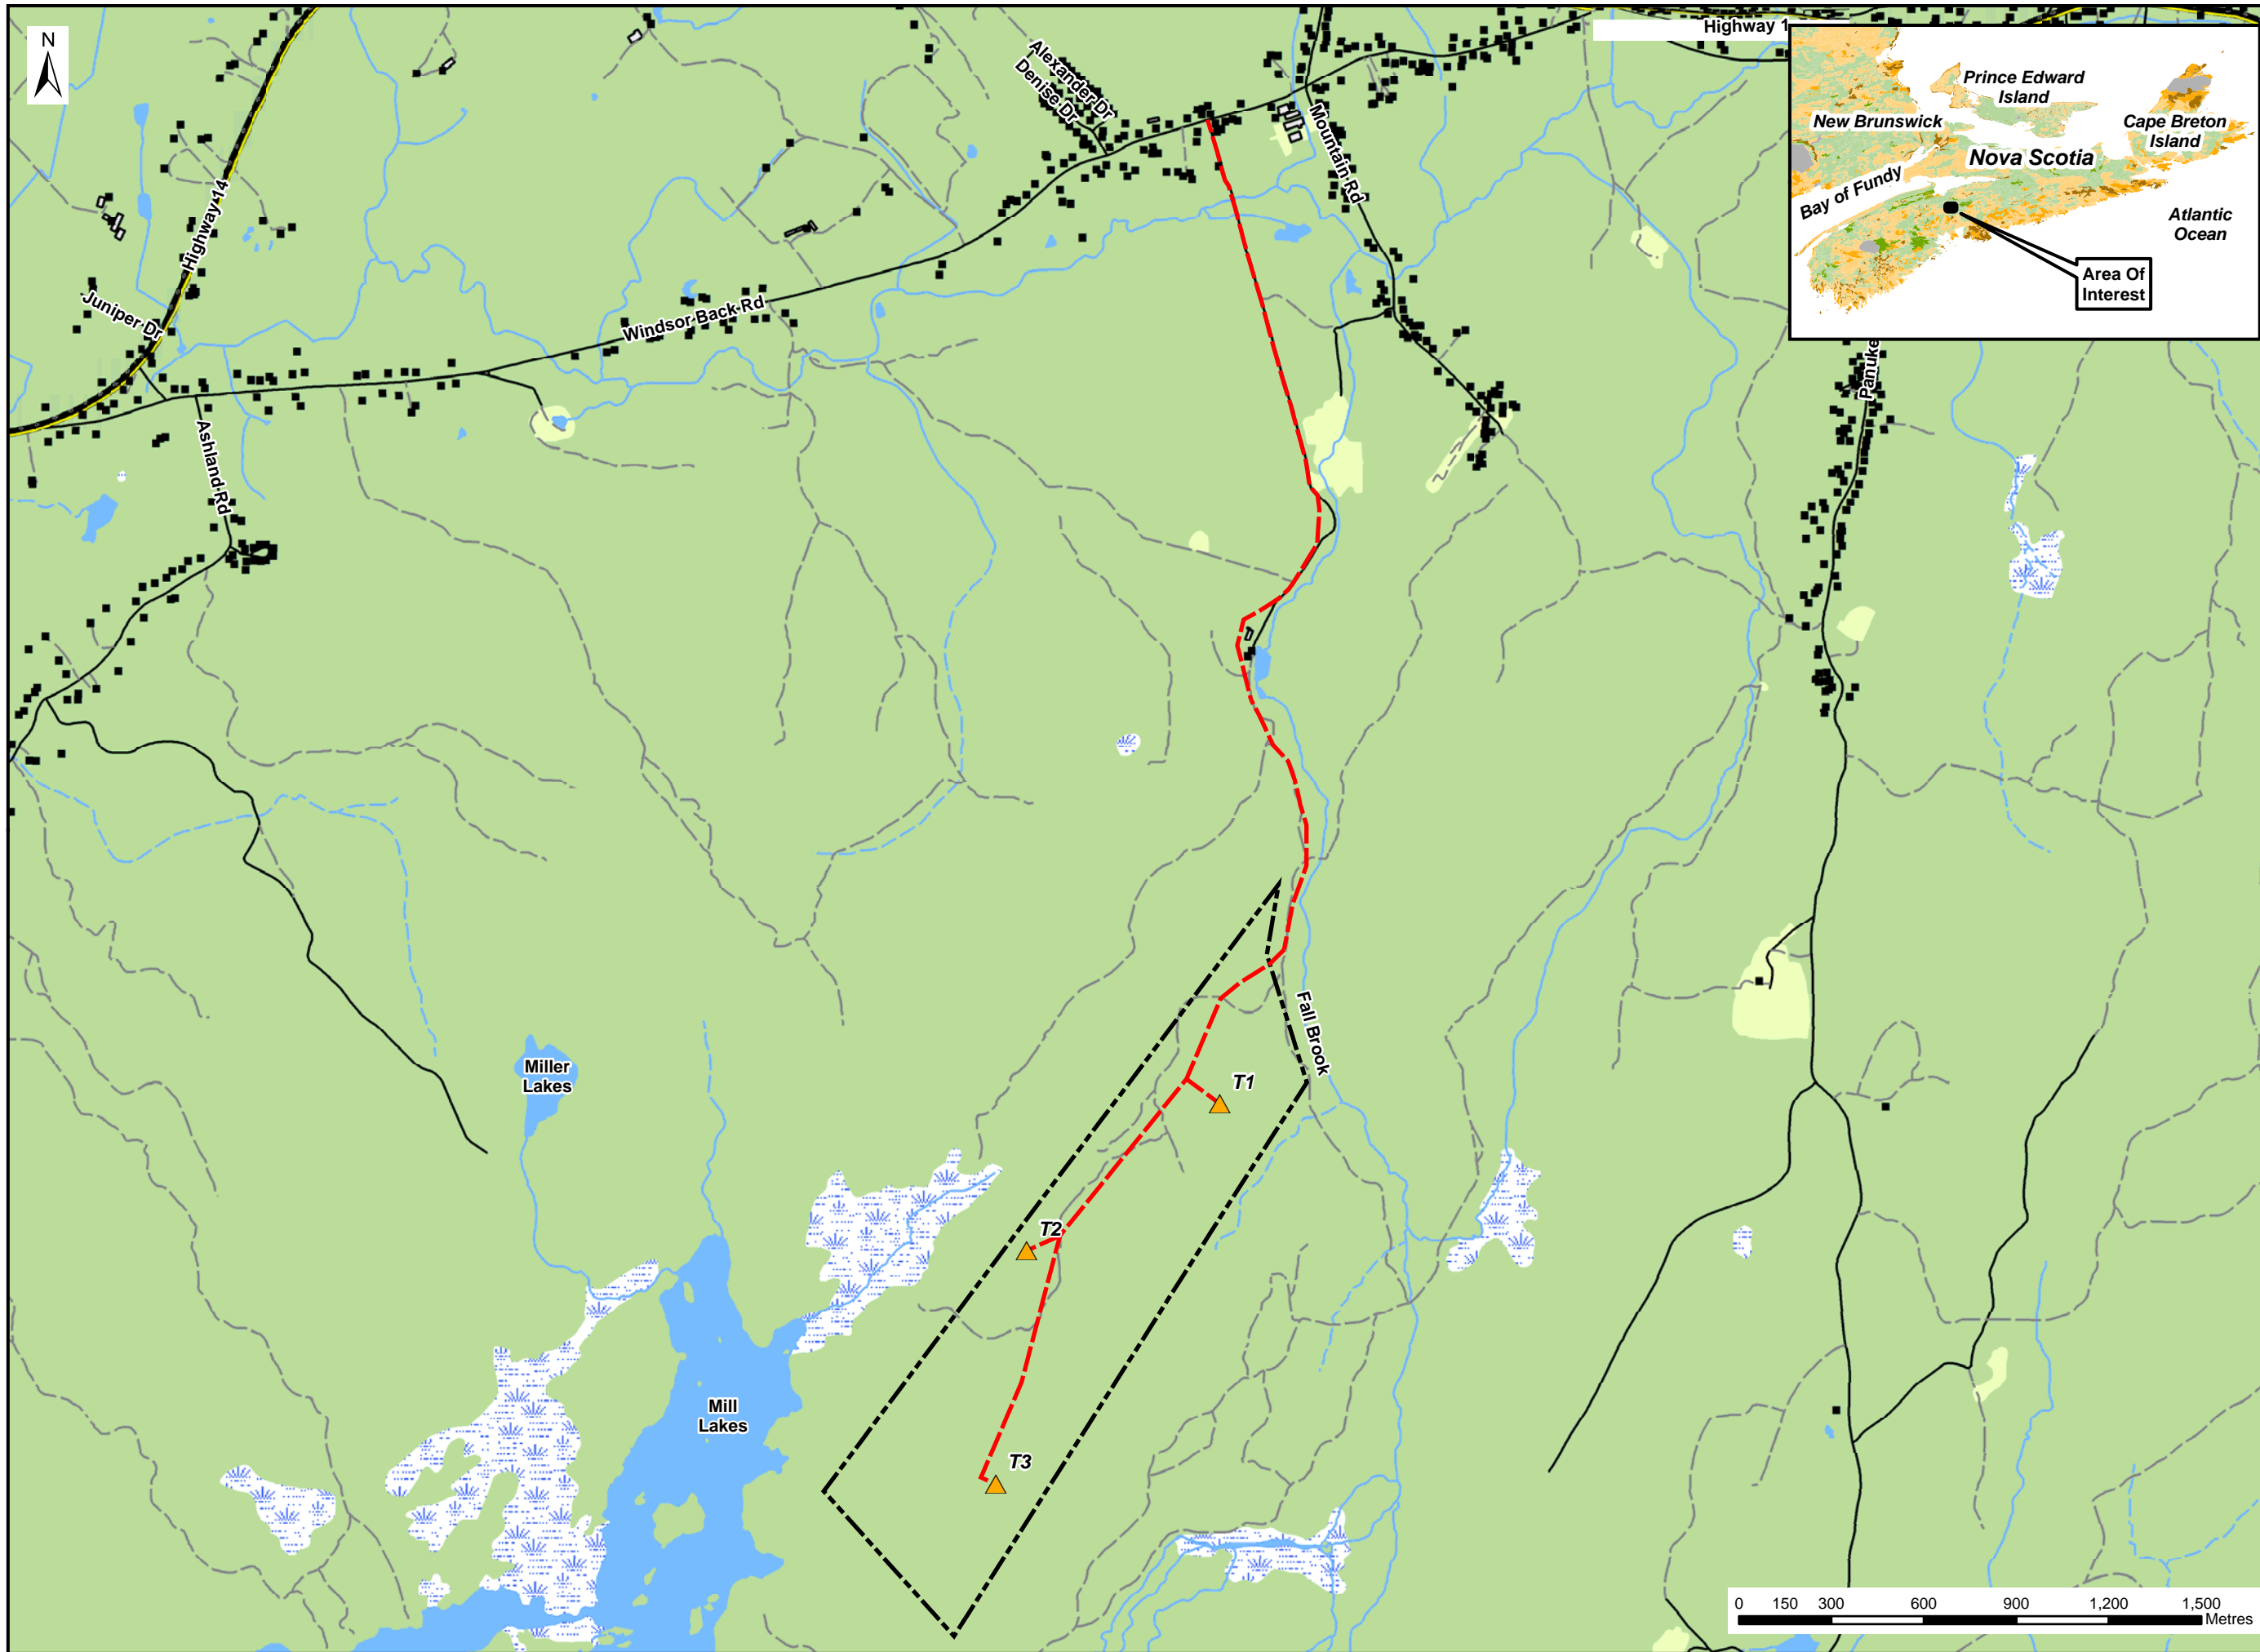 N
Highway 1
Alexander Dr
Denise Dr
Mountain Rd
Prince Edward
Island
New Brunswick
Cape Breton
Island
Nova Scotia
Bay of Fundy
Atlantic
Ocean
Area Of
Interest
Highway 14
Juniper Dr
Windsor Back Rd
Panuke
Ashland Rd
Fall Brook
Miller
Lakes
T1
T2
Mill
Lakes
T3
0 150 300 600 900 1,200 1,500
Metres